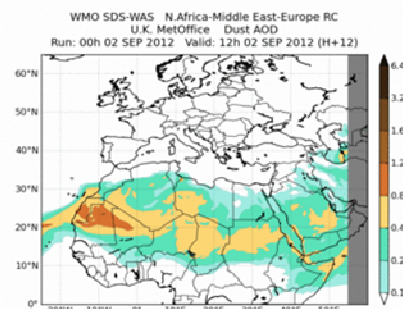 WMO SDS-WAS N.Africa-Middle East-Europe RC
U.K. MetOffice Dust AOD
Run: 00h 02 SEP 2012 Valid: 12h 02 SEP 2012 (H+12)
60°N
50°N
40°N
30°N
20°N
10°N
0°
6.4
3.2
1.6
1.2
0.8
0.4
0.2
0.1